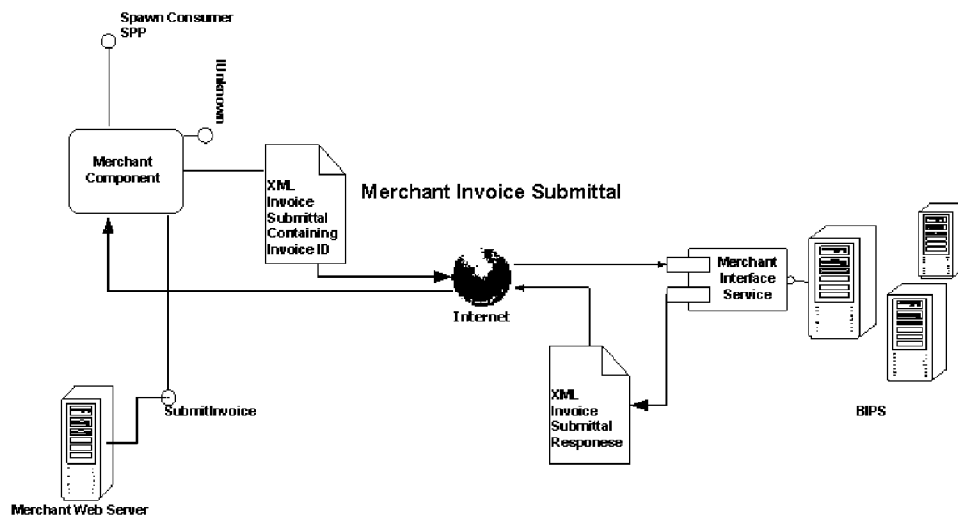 Spawn Consumer
SPP
IUnknown
Merchant
Component
XML
Invoice
Submittal
Containing
Invoice ID
Merchant Invoice Submittal
Internet
Merchant
Interface
Service
XML
Invoice
Submittal
Responese
BIPS
SubmitInvoice
Merchant Web Server